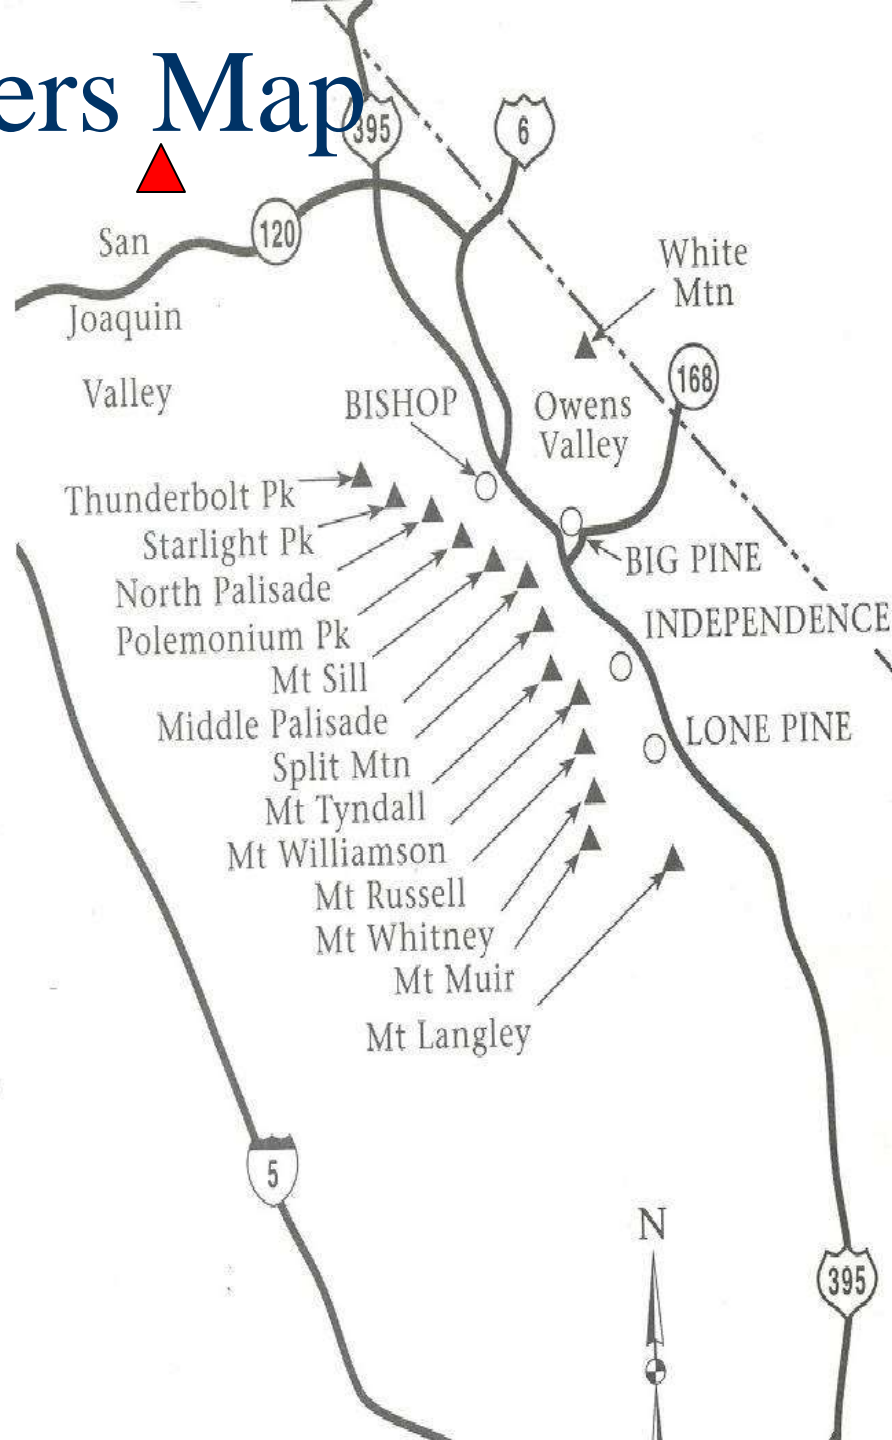 ers Map
395
6
120
San
Joaquin
Valley
White
Mtn
168
BISHOP
Owens
Valley
Thunderbolt Pk
Starlight Pk
North Palisade
BIG PINE
Polemonium Pk
INDEPENDENCE
Mt Sill
Middle Palisade
LONE PINE
Split Mtn
Mt Tyndall
Mt Williamson
Mt Russell
Mt Whitney
Mt Muir
Mt Langley
5
N
395